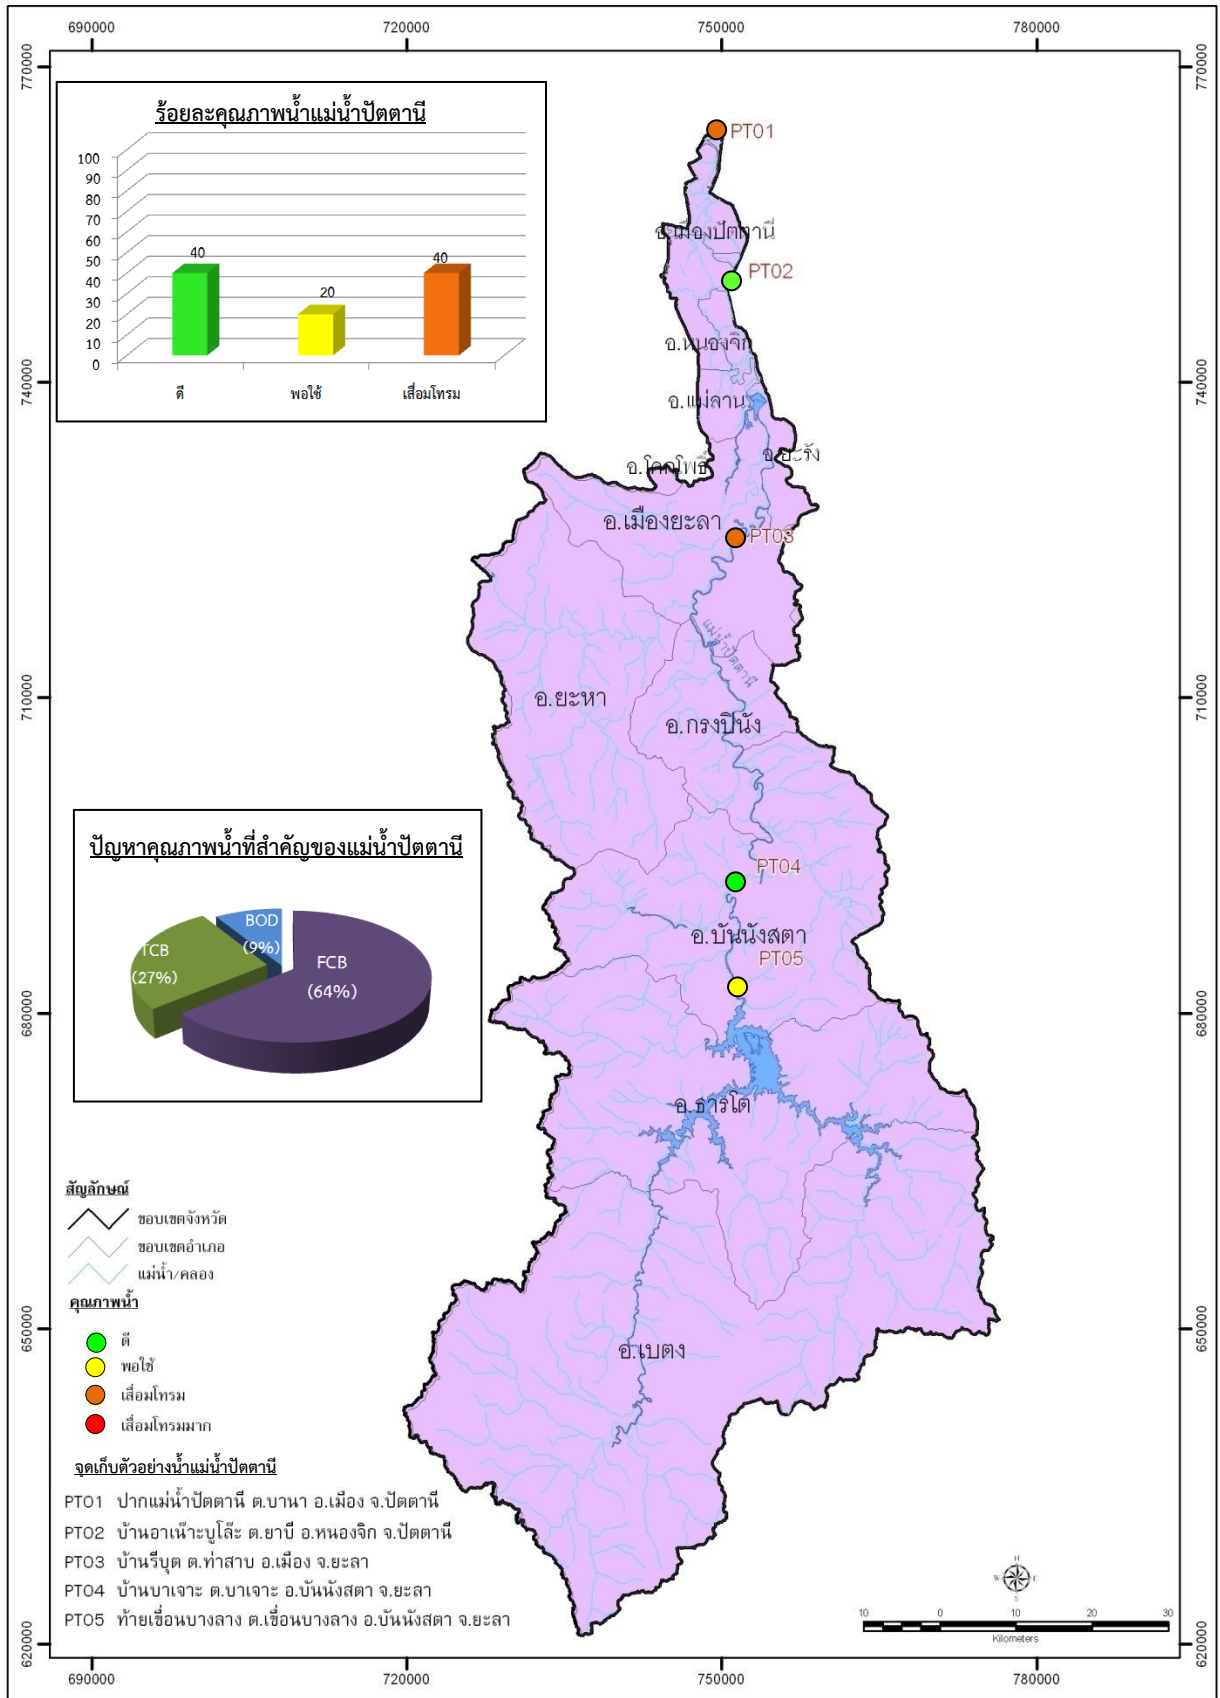 690000 720000 750000 780000
770000 770000
ร้อยละคุณภาพน้ำแม่น้ำปัตตานี
100
90
80
70
60
50
40
30
20
10
0
40
20
40
ดี พอใช้ เสื่อมโทรม
PT01
อ.เมืองปัตตานี
PT02
อ.หนองจิก
740000 740000
อ.แม่ลาน
อ.ยะรัง
อ.โคกโพธิ์
อ.เมืองยะลา
PT03
แม่น้ำปัตตานี
710000 710000
อ.ยะหา
อ.กรงปินัง
ปัญหาคุณภาพน้ำที่สำคัญของแม่น้ำปัตตานี
BOD
(9%)
TCB
(27%)
FCB
(64%)
PT04
อ.บันนังสตา
PT05
680000 680000
อ.ธารโต
สัญลักษณ์
ขอบเขตจังหวัด
ขอบเขตอำเภอ
แม่น้ำ/คลอง
คุณภาพน้ำ
ดี
พอใช้
เสื่อมโทรม
เสื่อมโทรมมาก
650000 650000
อ.เบตง
จุดเก็บตัวอย่างน้ำแม่น้ำปัตตานี
PT01 ปากแม่น้ำปัตตานี ต.บานา อ.เมือง จ.ปัตตานี
PT02 บ้านอาเน๊าะบูโล๊ะ ต.ยาบี อ.หนองจิก จ.ปัตตานี
PT03 บ้านรีบุต ต.ท่าสาบ อ.เมือง จ.ยะลา
PT04 บ้านบาเจาะ ต.บาเจาะ อ.บันนังสตา จ.ยะลา
PT05 ท้ายเขื่อนบางลาง ต.เขื่อนบางลาง อ.บันนังสตา จ.ยะลา
N
W E
S
10 0 10 20 30
Kilometers
620000 620000
690000 720000 750000 780000